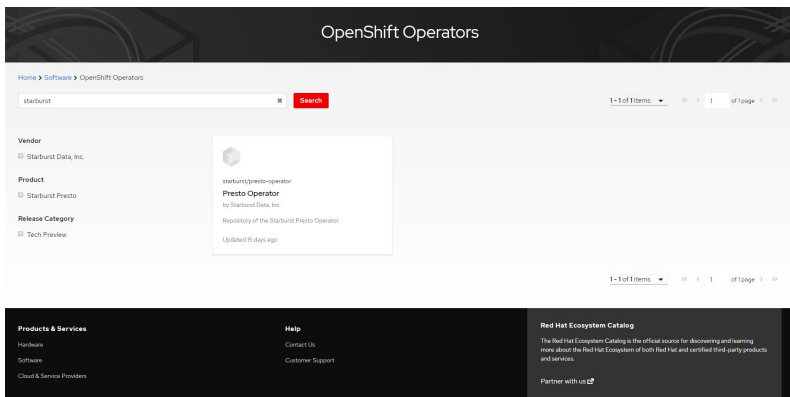 OpenShift Operators
Home > Software > OpenShift Operators
starburst
Search
1 - 1 of 1 items
1 of 1 page
Vendor
Starburst Data, Inc.
Product
Starburst Presto
Release Category
Tech Preview
starburst/presto-operator
Presto Operator
by Starburst Data, Inc.
Repository of the Starburst Presto Operator
Updated 15 days ago
1 - 1 of 1 items
1 of 1 page
Products & Services
Hardware
Software
Cloud & Service Providers
Help
Contact Us
Customer Support
Red Hat Ecosystem Catalog
The Red Hat Ecosystem Catalog is the official source for discovering and learning
more about the Red Hat Ecosystem of both Red Hat and certified third-party products
and services.
Partner with us